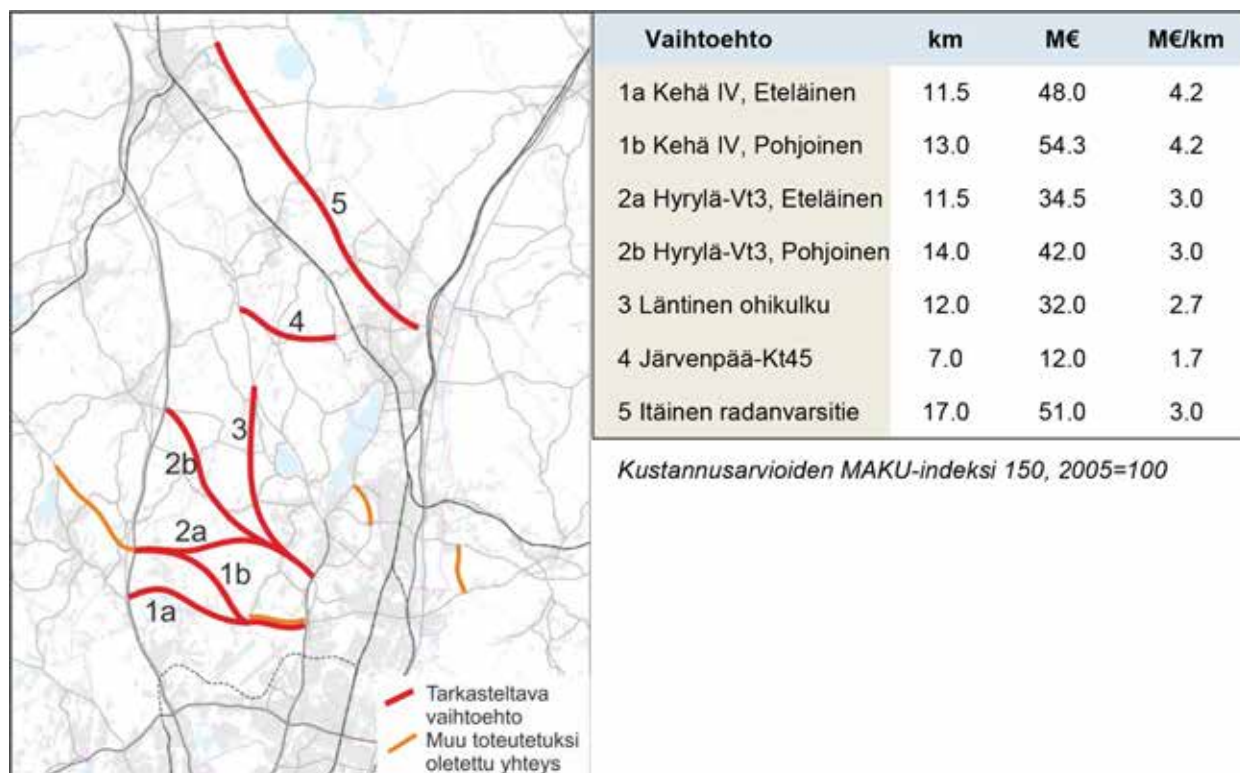 5
4
3
2b
2a
1b
1a
Tarkasteltava
vaihtoehto
Muu toteutetuksi
oletettu yhteys
Vaihtoehto km M€ M€/km
1a Kehä IV, Eteläinen 11.5 48.0 4.2
1b Kehä IV, Pohjoinen 13.0 54.3 4.2
2a Hyrylä-Vt3, Eteläinen 11.5 34.5 3.0
2b Hyrylä-Vt3, Pohjoinen 14.0 42.0 3.0
3 Läntinen ohikulku 12.0 32.0 2.7
4 Järvenpää-Kt45 7.0 12.0 1.7
5 Itäinen radanvarsitie 17.0 51.0 3.0
Kustannusarvioiden MAKU-indeksi 150, 2005=100